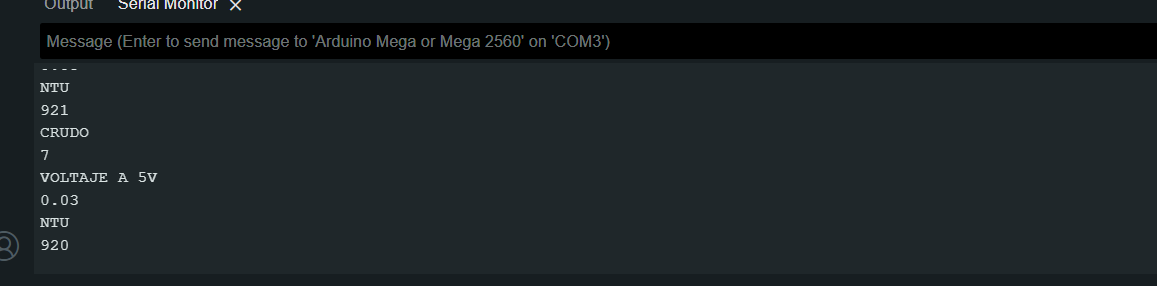 Output Serial Monitor
Message (Enter to send message to 'Arduino Mega or Mega 2560' on 'COM3')
NTU
921
CRUDO
7
VOLTAJE A 5V
0.03
NTU
920